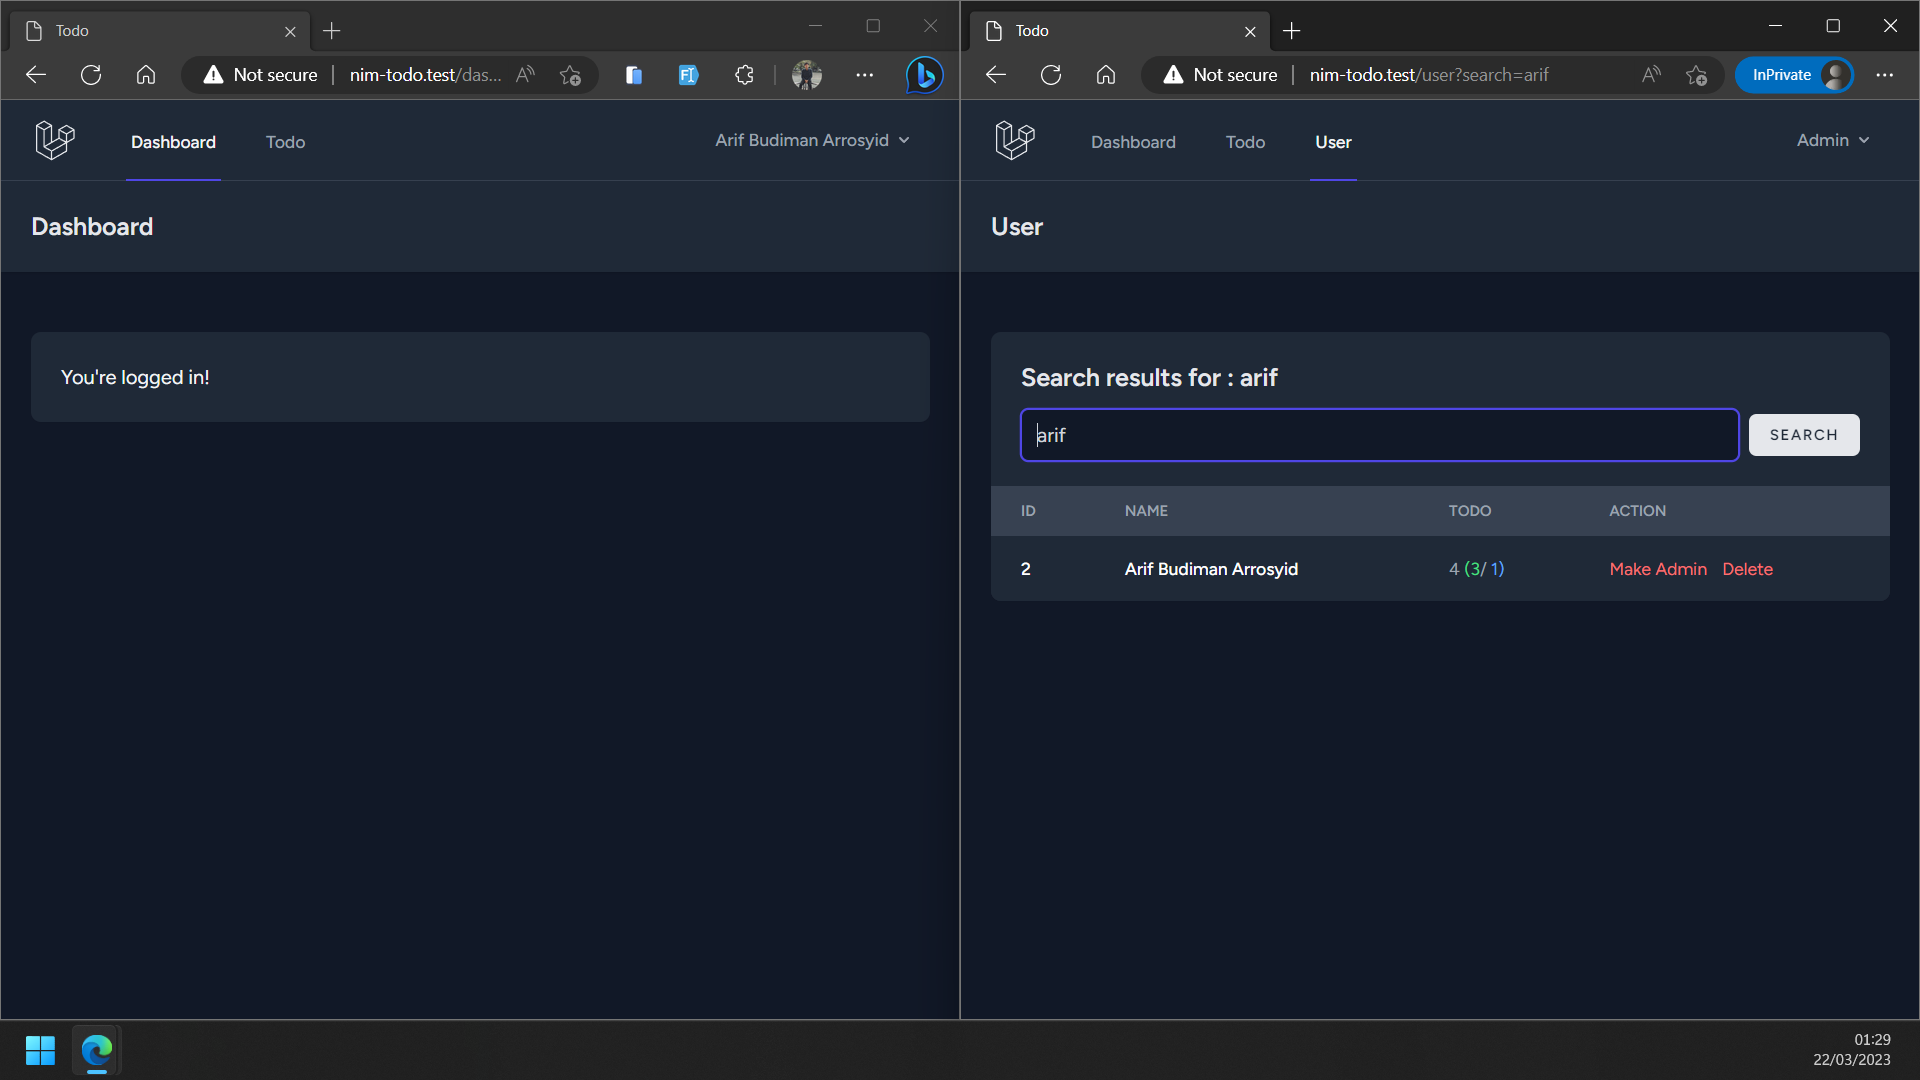 Todo
Not secure
nim-todo.test/das...
Dashboard
Todo
Arif Budiman Arrosyid
Dashboard
You're logged in!
Todo
Not secure
nim-todo.test/user?search=arif
InPrivate
Dashboard
Todo
User
Admin
User
Search results for : arif
arif
SEARCH
ID NAME TODO ACTION
2 Arif Budiman Arrosyid 4 (3/ 1) Make Admin Delete
01:29
22/03/2023